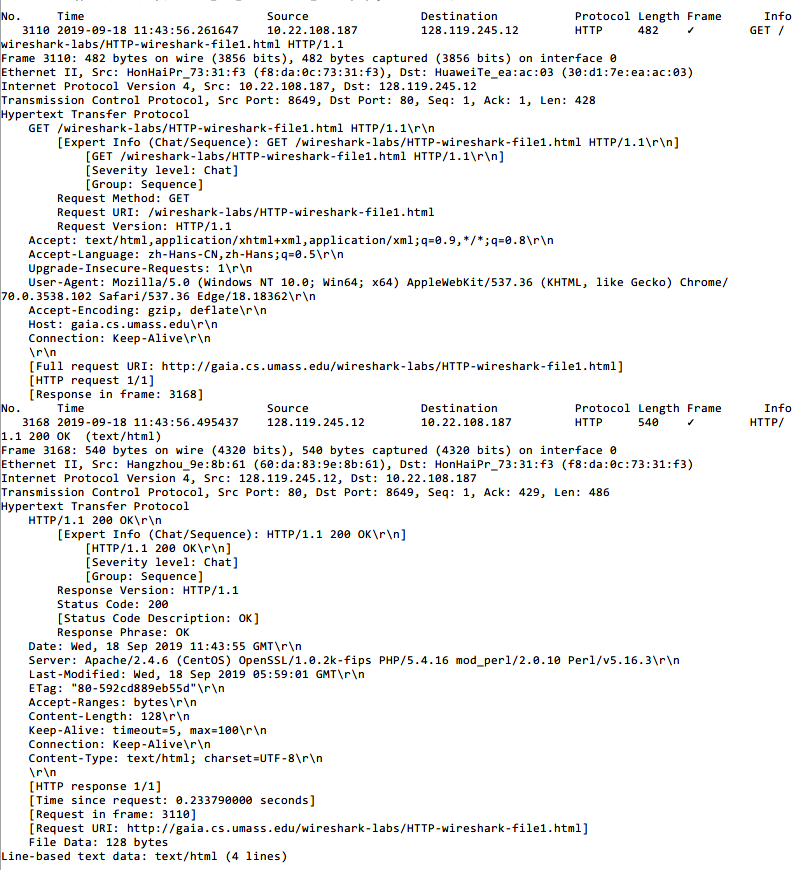 No.     Time                          Source                Destination           Protocol Length Frame      Info
   3110 2019-09-18 11:43:56.261647    10.22.108.187         128.119.245.12        HTTP     482    ✓        GET /
wireshark-labs/HTTP-wireshark-file1.html HTTP/1.1
Frame 3110: 482 bytes on wire (3856 bits), 482 bytes captured (3856 bits) on interface 0
Ethernet II, Src: HonHaiPr_73:31:f3 (f8:da:0c:73:31:f3), Dst: HuaweiTe_ea:ac:03 (30:d1:7e:ea:ac:03)
Internet Protocol Version 4, Src: 10.22.108.187, Dst: 128.119.245.12
Transmission Control Protocol, Src Port: 8649, Dst Port: 80, Seq: 1, Ack: 1, Len: 428
Hypertext Transfer Protocol
    GET /wireshark-labs/HTTP-wireshark-file1.html HTTP/1.1\r\n
        [Expert Info (Chat/Sequence): GET /wireshark-labs/HTTP-wireshark-file1.html HTTP/1.1\r\n]
            [GET /wireshark-labs/HTTP-wireshark-file1.html HTTP/1.1\r\n]
            [Severity level: Chat]
            [Group: Sequence]
        Request Method: GET
        Request URI: /wireshark-labs/HTTP-wireshark-file1.html
        Request Version: HTTP/1.1
    Accept: text/html,application/xhtml+xml,application/xml;q=0.9,*/*;q=0.8\r\n
    Accept-Language: zh-Hans-CN,zh-Hans;q=0.5\r\n
    Upgrade-Insecure-Requests: 1\r\n
    User-Agent: Mozilla/5.0 (Windows NT 10.0; Win64; x64) AppleWebKit/537.36 (KHTML, like Gecko) Chrome/
70.0.3538.102 Safari/537.36 Edge/18.18362\r\n
    Accept-Encoding: gzip, deflate\r\n
    Host: gaia.cs.umass.edu\r\n
    Connection: Keep-Alive\r\n
    \r\n
    [Full request URI: http://gaia.cs.umass.edu/wireshark-labs/HTTP-wireshark-file1.html]
    [HTTP request 1/1]
    [Response in frame: 3168]
No.     Time                          Source                Destination           Protocol Length Frame      Info
   3168 2019-09-18 11:43:56.495437    128.119.245.12        10.22.108.187         HTTP     540    ✓        HTTP/
1.1 200 OK  (text/html)
Frame 3168: 540 bytes on wire (4320 bits), 540 bytes captured (4320 bits) on interface 0
Ethernet II, Src: Hangzhou_9e:8b:61 (60:da:83:9e:8b:61), Dst: HonHaiPr_73:31:f3 (f8:da:0c:73:31:f3)
Internet Protocol Version 4, Src: 128.119.245.12, Dst: 10.22.108.187
Transmission Control Protocol, Src Port: 80, Dst Port: 8649, Seq: 1, Ack: 429, Len: 486
Hypertext Transfer Protocol
    HTTP/1.1 200 OK\r\n
        [Expert Info (Chat/Sequence): HTTP/1.1 200 OK\r\n]
            [HTTP/1.1 200 OK\r\n]
            [Severity level: Chat]
            [Group: Sequence]
        Response Version: HTTP/1.1
        Status Code: 200
        [Status Code Description: OK]
        Response Phrase: OK
    Date: Wed, 18 Sep 2019 11:43:55 GMT\r\n
    Server: Apache/2.4.6 (CentOS) OpenSSL/1.0.2k-fips PHP/5.4.16 mod_perl/2.0.10 Perl/v5.16.3\r\n
    Last-Modified: Wed, 18 Sep 2019 05:59:01 GMT\r\n
    ETag: "80-592cd889eb55d"\r\n
    Accept-Ranges: bytes\r\n
    Content-Length: 128\r\n
    Keep-Alive: timeout=5, max=100\r\n
    Connection: Keep-Alive\r\n
    Content-Type: text/html; charset=UTF-8\r\n
    \r\n
    [HTTP response 1/1]
    [Time since request: 0.233790000 seconds]
    [Request in frame: 3110]
    [Request URI: http://gaia.cs.umass.edu/wireshark-labs/HTTP-wireshark-file1.html]
    File Data: 128 bytes
Line-based text data: text/html (4 lines)